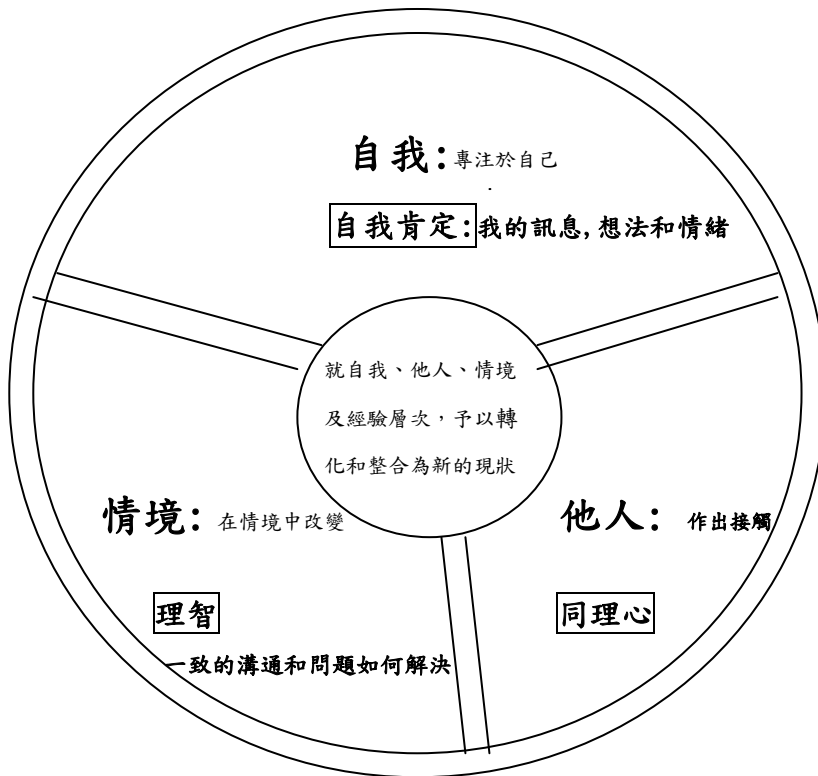 自我：專注於自己
自我肯定：我的訊息, 想法和情緒
就自我、他人、情境
及經驗層次，予以轉
化和整合為新的現狀
情境：在情境中改變
理智
一致的溝通和問題如何解決
他人：作出接觸
同理心